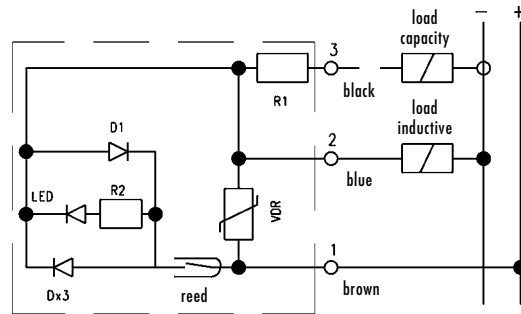 −
+
load
capacity
3
R1
black
load
inductive
D1
2
LED
R2
blue
VDR
1
Dx3
reed
brown